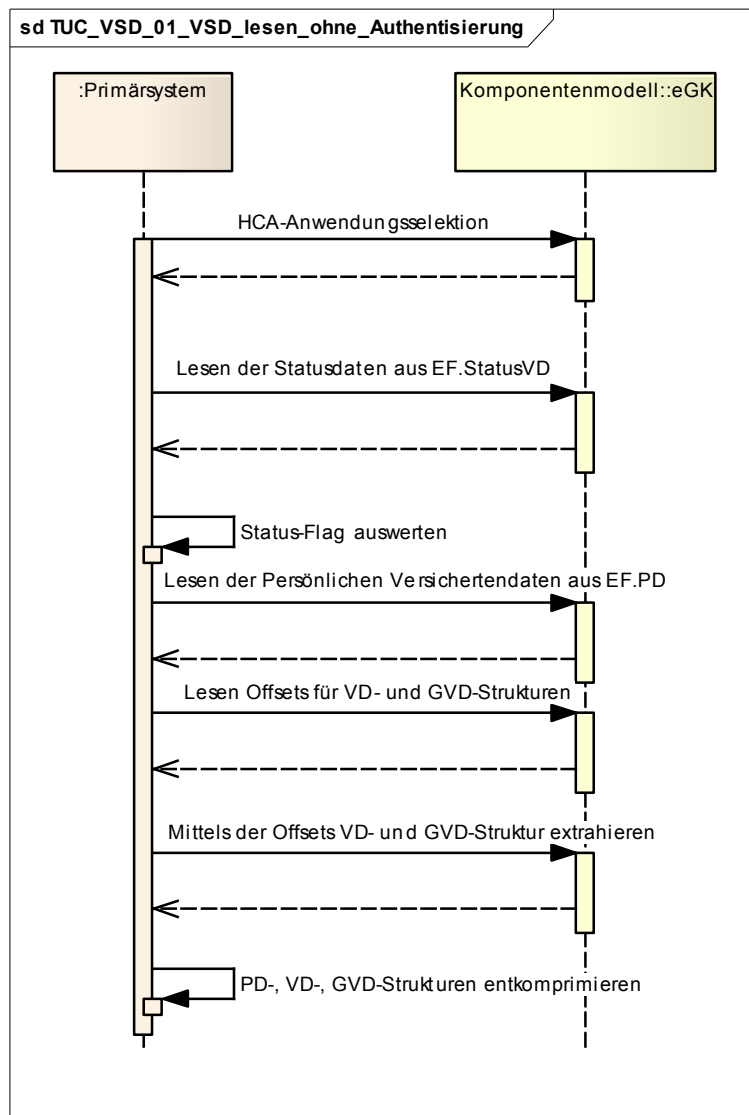 sd TUC_VSD_01_VSD_lesen_ohne_Authentisierung
:Primärsystem
Komponentenmodell::eGK
HCA-Anwendungsselektion
Lesen der Statusdaten aus EF.StatusVD
Status-Flag auswerten
Lesen der Persönlichen Versichertendaten aus EF.PD
Lesen Offsets für VD- und GVD-Strukturen
Mittels der Offsets VD- und GVD-Struktur extrahieren
PD-, VD-, GVD-Strukturen entkomprimieren